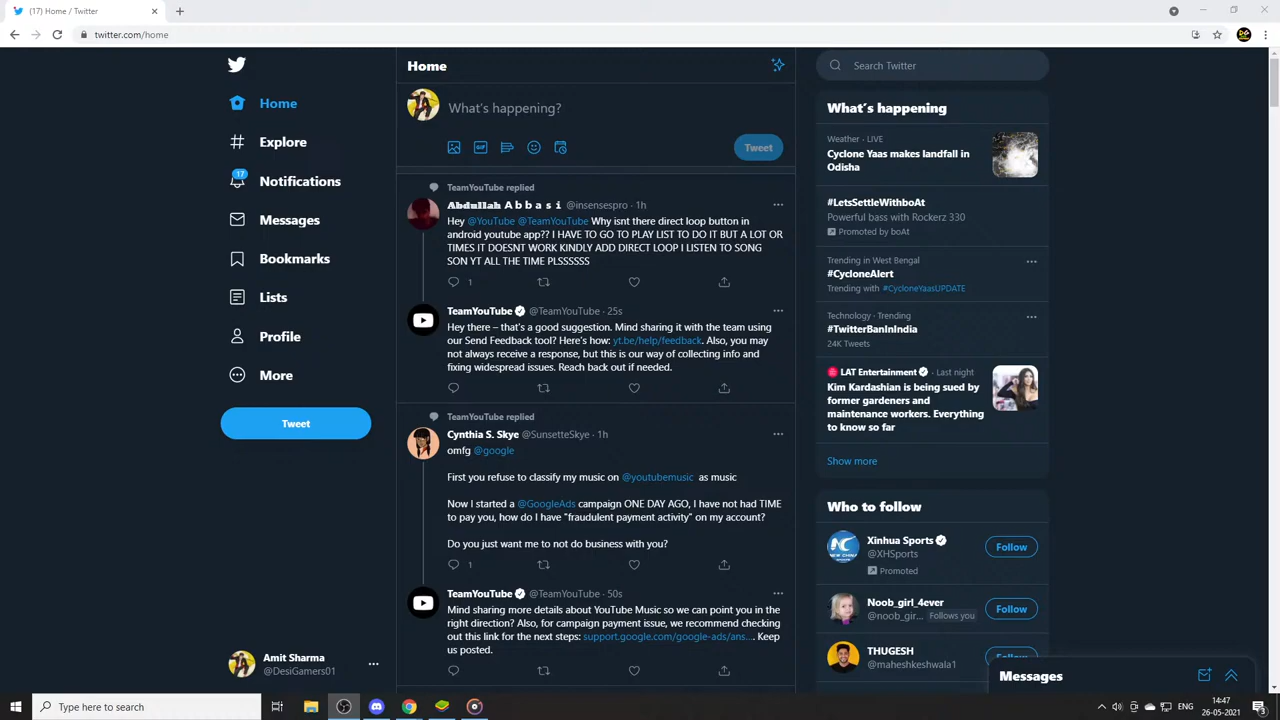 (17) Home / Twitter
twitter.com/home
Home
Explore
17
Notifications
Messages
Bookmarks
Lists
Profile
More
Tweet
Amit Sharma
@DesiGamers01
Home
What's happening?
GIF
Tweet
TeamYouTube replied
Abdullah A b b a s i @insensespro · 1h
Hey @YouTube @TeamYouTube Why isnt there direct loop button in
android youtube app?? I HAVE TO GO TO PLAY LIST TO DO IT BUT A LOT OR
TIMES IT DOESNT WORK KINDLY ADD DIRECT LOOP I LISTEN TO SONG
SON YT ALL THE TIME PLSSSSSS
1
TeamYouTube @TeamYouTube · 25s
Hey there – that's a good suggestion. Mind sharing it with the team using
our Send Feedback tool? Here's how: yt.be/help/feedback. Also, you may
not always receive a response, but this is our way of collecting info and
fixing widespread issues. Reach back out if needed.
TeamYouTube replied
Cynthia S. Skye @SunsetteSkye · 1h
omfg @google
First you refuse to classify my music on @youtubemusic as music
Now I started a @GoogleAds campaign ONE DAY AGO, I have not had TIME
to pay you, how do I have "fraudulent payment activity" on my account?
Do you just want me to not do business with you?
1
TeamYouTube @TeamYouTube · 50s
Mind sharing more details about YouTube Music so we can point you in the
right direction? Also, for campaign payment issue, we recommend checking
out this link for the next steps: support.google.com/google-ads/ans.... Keep
us posted.
Search Twitter
What's happening
Weather · LIVE
Cyclone Yaas makes landfall in
Odisha
#LetsSettleWithboAt
Powerful bass with Rockerz 330
Promoted by boAt
Trending in West Bengal
#CycloneAlert
Trending with #CycloneYaasUPDATE
Technology · Trending
#TwitterBanInIndia
24K Tweets
LAT Entertainment · Last night
Kim Kardashian is being sued by
former gardeners and
maintenance workers. Everything
to know so far
Show more
Who to follow
Xinhua Sports
@XHSports
Promoted
Follow
Noob_girl_4ever
@noob_gir... Follows you
Follow
THUGESH
@maheshkeshwala1
Messages
Type here to search
ENG
14:47
26-05-2021
3